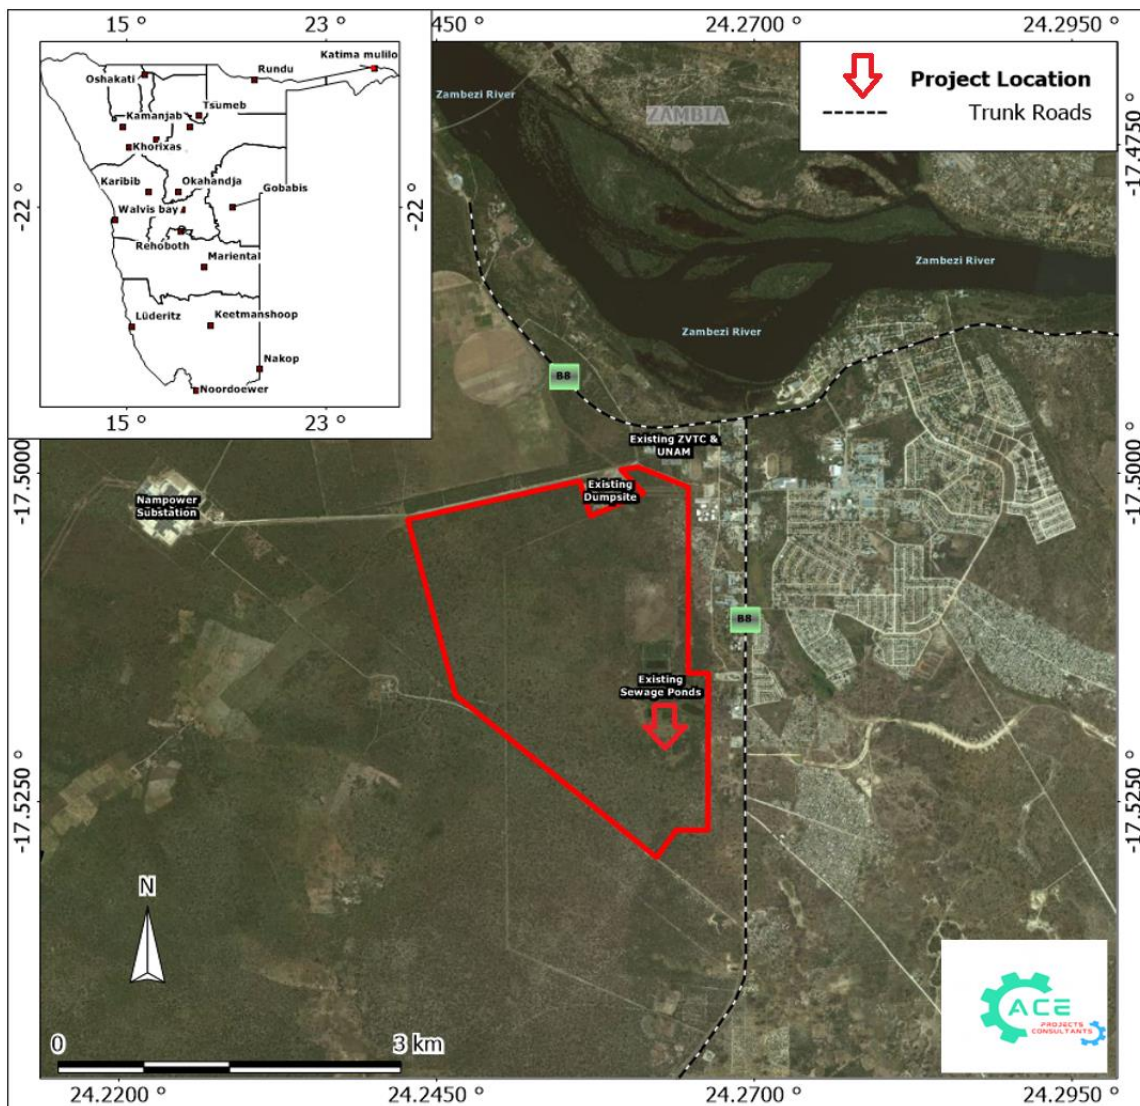 15 °
23 °
450
24.2700 °
24.2950 °
Katima mulilo
Oshakati
Rundu
Tsumeb
Kamanjab
Khorixas
Karibib
Okahandja
Gobabis
Walvis bay
Rehoboth
Mariental
Lüderitz
Keetmanshoop
Nakop
Noordoewer
-22 °
-22 °
15 °
23 °
Project Location
Trunk Roads
Zambezi River
ZAMBIA
Zambezi River
Zambezi River
B8
Existing ZVTC &
UNAM
Existing
Dumpsite
Nampower
Substation
B8
Existing
Sewage Ponds
-17.4750 °
-17.5000 °
-17.5000 °
-17.5250 °
-17.5250 °
N
0
3 km
ACE
PROJECTS
CONSULTANTS
24.2200 °
24.2450 °
24.2700 °
24.2950 °